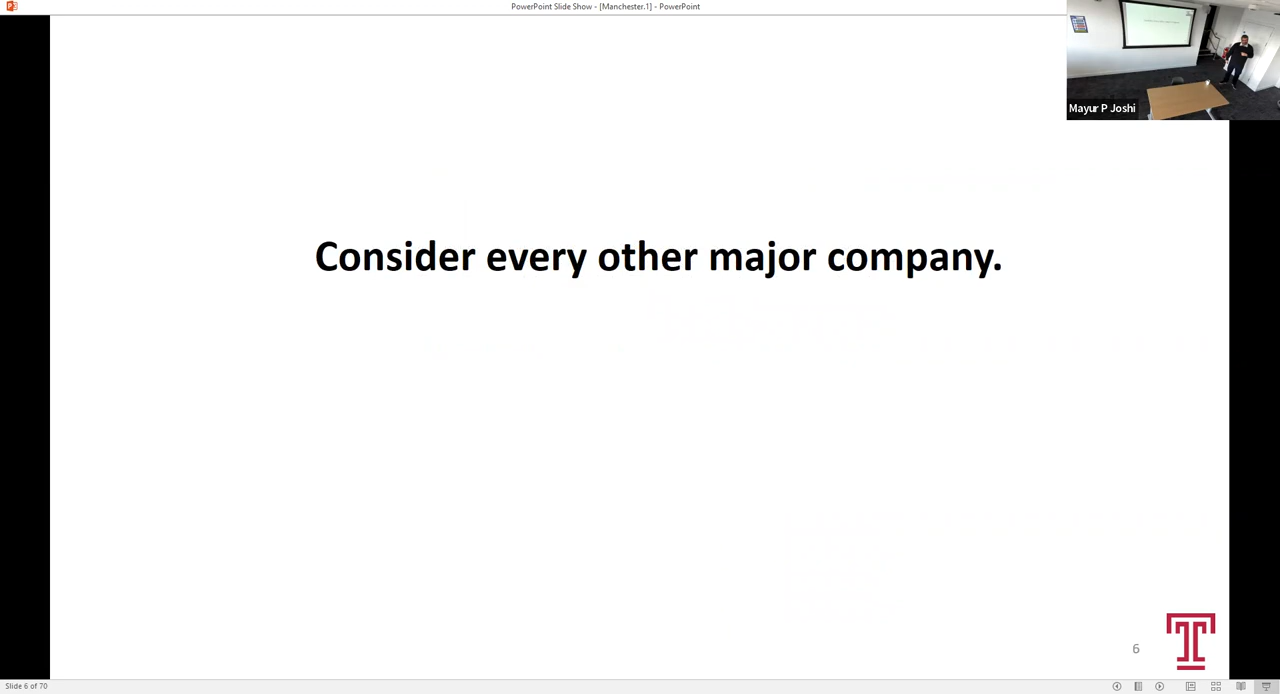 PowerPoint Slide Show - [Manchester.1] - PowerPoint
Mayur P Joshi
Consider every other major company.
6
Slide 6 of 70